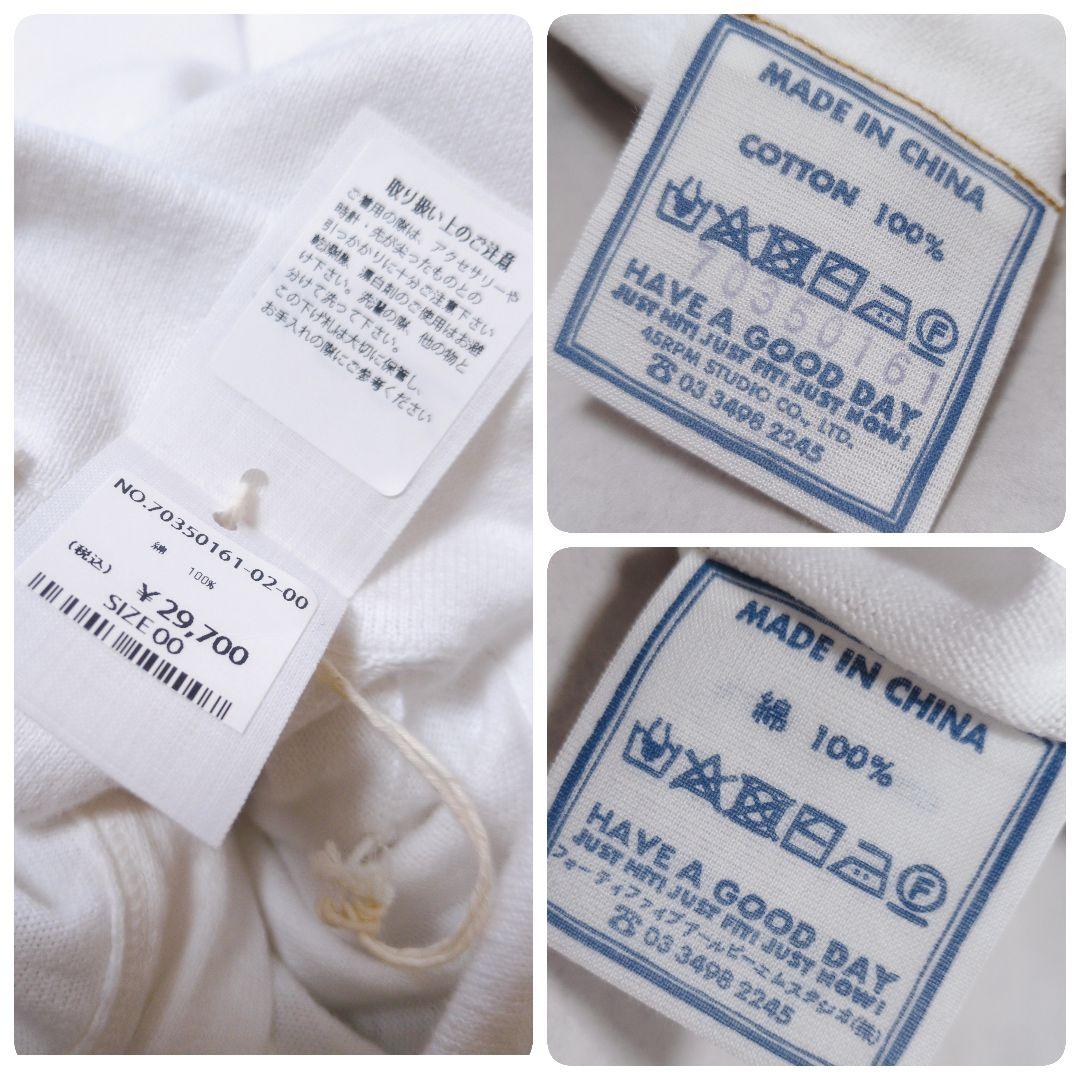 取り扱い上のご注意
ご着用の際は、アクセサリーや
時計・先が尖ったものとの
引っかかりに十分ご注意下さい
漂白剤のご使用はお避
け下さい。洗濯の際、他の物と
分けて洗って下さい。
この下げ札は大切に保管し、
お手入れの際にご参考ください
NO.70350161-02-00
綿 100%
(税込) ¥29,700
SIZE 00
MADE IN CHINA
COTTON 100%
70350161
HAVE A GOOD DAY
JUST HIT! JUST FIT! JUST NOW!
45RPM STUDIO CO., LTD.
☎ 03 3498 2245
MADE IN CHINA
綿 100%
HAVE A GOOD DAY
JUST HIT! JUST FIT! JUST NOW!
フォーティファイブアールピーエムスタジオ(株)
☎ 03 3498 2245